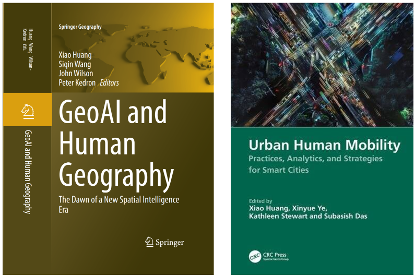 Springer Geography
Xiao Huang
Siqin Wang
John Wilson
Peter Kedron Editors
GeoAI and
Human
Geography
The Dawn of a New Spatial Intelligence
Era
Springer
GeoAI and Human Geography
Urban Human Mobility
Practices, Analytics, and Strategies
for Smart Cities
Edited by
Xiao Huang, Xinyue Ye,
Kathleen Stewart and Subasish Das
CRC Press